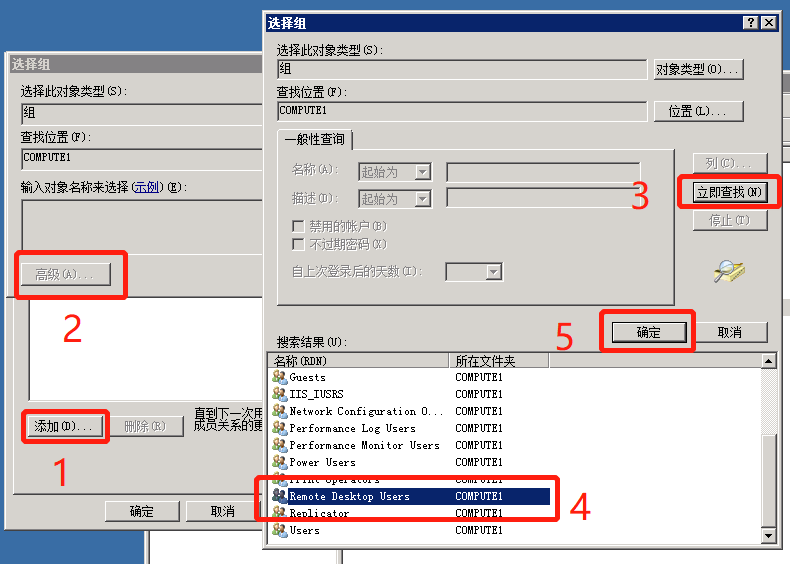 选择组
选择此对象类型(S):
组
查找位置(F):
COMPUTE1
输入对象名称来选择(示例)(E):
高级(A)...
2
添加(D)...
删除(R)
直到下一次用
成员关系的更
1
确定
取消
选择组
选择此对象类型(S):
组
对象类型(O)...
查找位置(F):
COMPUTE1
位置(L)...
一般性查询
名称(A):
起始为
描述(D):
起始为
禁用的帐户(B)
不过期密码(X)
自上次登录后的天数(I):
列(C)...
3
立即查找(N)
停止(T)
5
确定
取消
搜索结果(U):
名称(RDN)
所在文件夹
Guests
COMPUTE1
IIS_IUSRS
COMPUTE1
Network Configuration O...
COMPUTE1
Performance Log Users
COMPUTE1
Performance Monitor Users
COMPUTE1
Power Users
COMPUTE1
Print Operators
COMPUTE1
Remote Desktop Users
COMPUTE1
4
Replicator
COMPUTE1
Users
COMPUTE1